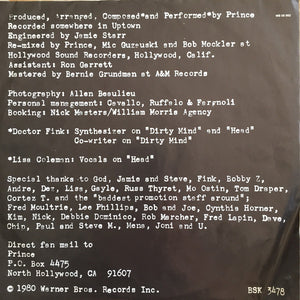 Produced, Arranged, Composed*and Performed*by Prince
Recorded somewhere in Uptown
Engineered by Jamie Starr
Re-mixed by Prince, Mic Guzauski and Bob Mockler at
Hollywood Sound Recorders, Hollywood, Calif.
Assistant: Ron Garrett
Mastered by Bernie Grundman at A&M Records
Photography: Allen Beaulieu
Personal management: Cavallo, Ruffalo & Fargnoli
Booking: Nick Masters/William Morris Agency
*Doctor Fink: Synthesizer on "Dirty Mind" and "Head"
Co-writer on "Dirty Mind"
*Lisa Coleman: Vocals on "Head"
Special thanks to God, Jamie and Steve, Fink, Bobby Z,
Andre, Dez, Lisa, Gayle, Russ Thyret, Mo Ostin, Tom Draper,
Cortez T. and the "baddest promotion staff around";
Fred Moultrie, Lee Phillips, Bob and Joe, Cynthia Horner,
Kim, Nick, Debbie Dominico, Rob Mercher, Fred Lapin, Dave,
Chip, Paul and Steve M., Mens, Joni and U.
Direct fan mail to
Prince
P.O. Box 4475
North Hollywood, CA 91607
© 1980 Warner Bros. Records Inc.
BSK 3478